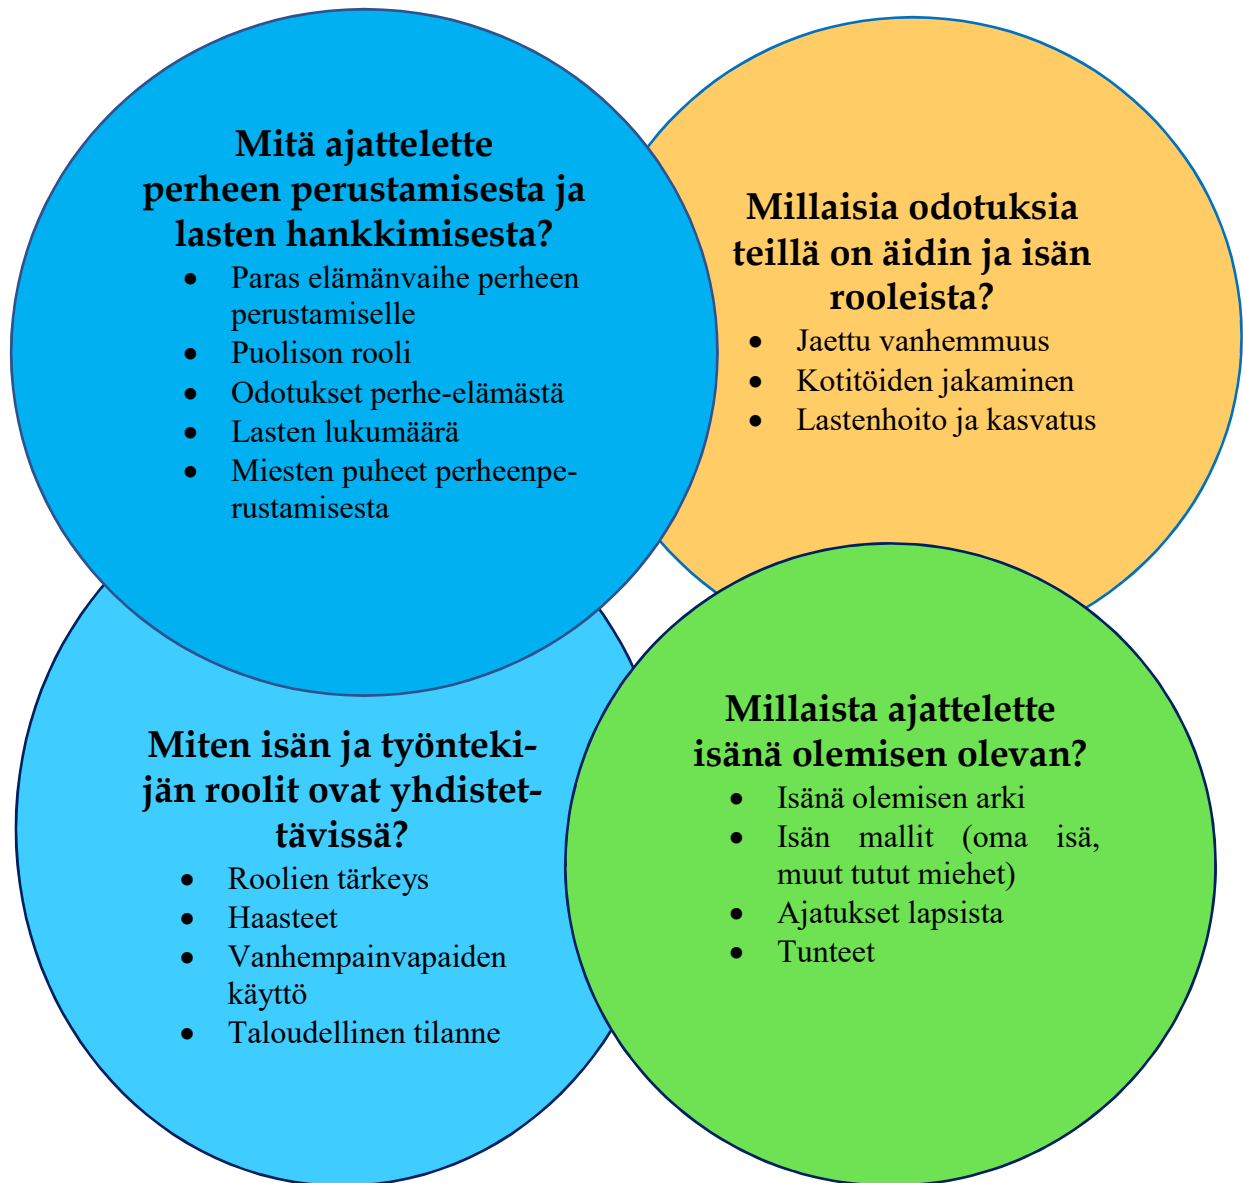 Mitä ajattelette
perheen perustamisesta ja
lasten hankkimisesta?
• Paras elämänvaihe perheen
perustamiselle
• Puolison rooli
• Odotukset perhe-elämästä
• Lasten lukumäärä
• Miesten puheet perheenpe-
rustamisesta
Millaisia odotuksia
teillä on äidin ja isän
rooleista?
• Jaettu vanhemmuus
• Kotitöiden jakaminen
• Lastenhoito ja kasvatus
Miten isän ja työnteki-
jän roolit ovat yhdistet-
tävissä?
• Roolien tärkeys
• Haasteet
• Vanhempainvapaiden
käyttö
• Taloudellinen tilanne
Millaista ajattelette
isänä olemisen olevan?
• Isänä olemisen arki
• Isän mallit (oma isä,
muut tutut miehet)
• Ajatukset lapsista
• Tunteet